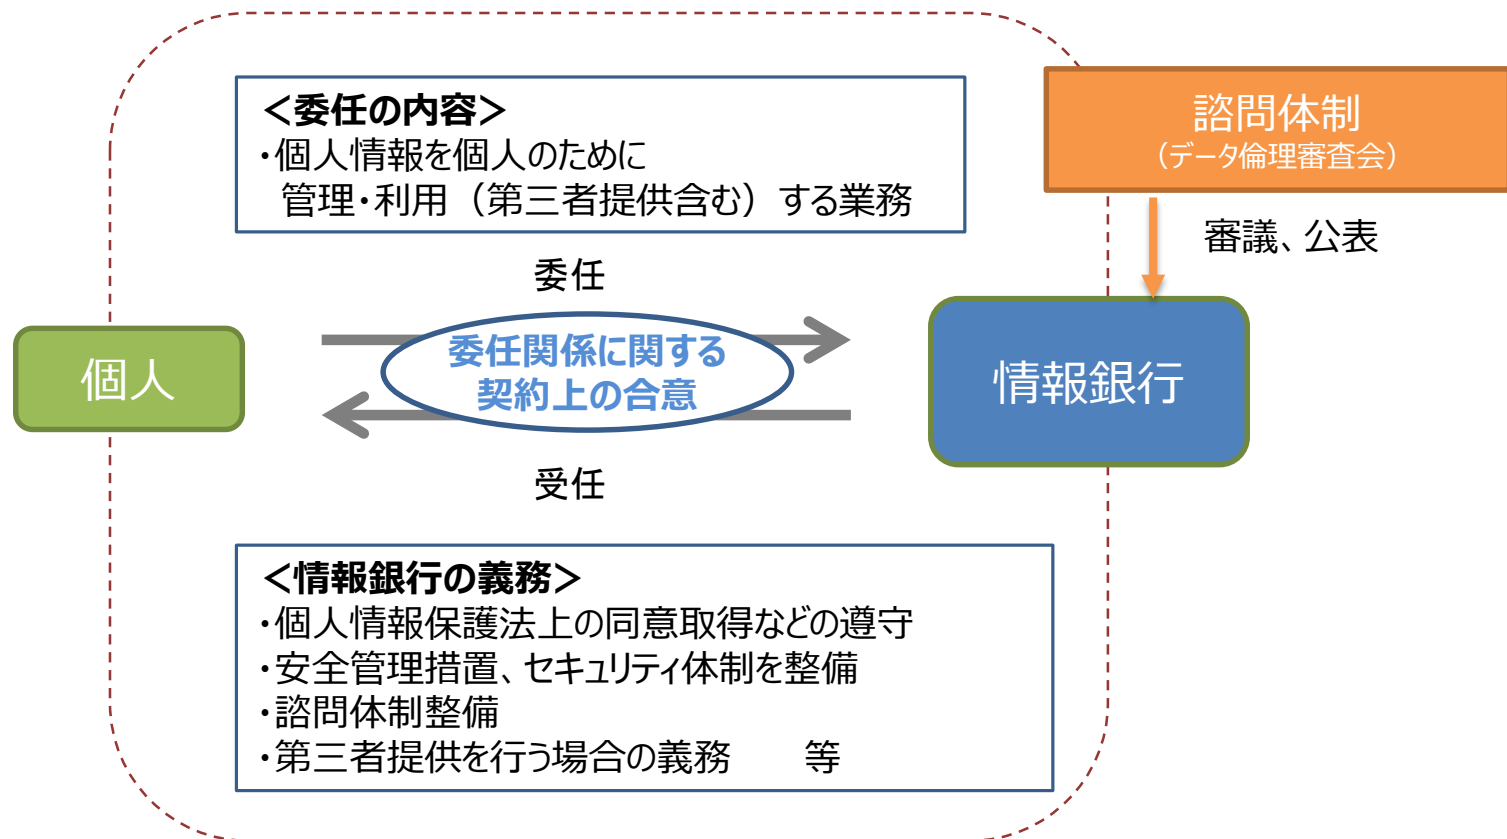 ＜委任の内容＞
・個人情報を個人のために
管理・利用（第三者提供含む）する業務
諮問体制
（データ倫理審査会）
審議、公表
委任
個人
委任関係に関する
契約上の合意
情報銀行
受任
＜情報銀行の義務＞
・個人情報保護法上の同意取得などの遵守
・安全管理措置、セキュリティ体制を整備
・諮問体制整備
・第三者提供を行う場合の義務　　等